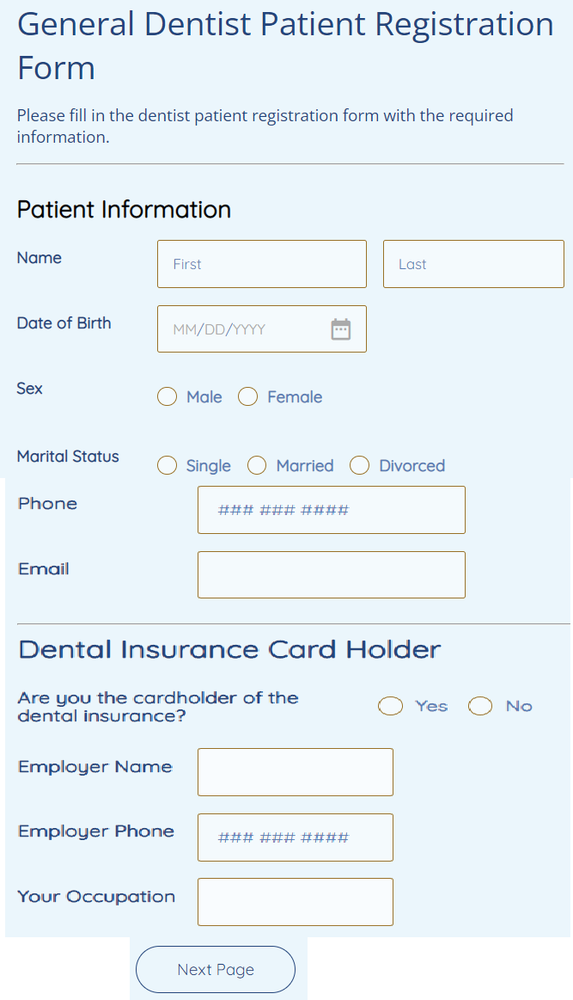 General Dentist Patient Registration
Form
Please fill in the dentist patient registration form with the required
information.
Patient Information
Name
First
Last
Date of Birth
MM/DD/YYYY
Sex
Male
Female
Marital Status
Single
Married
Divorced
Phone
### ### ####
Email
Dental Insurance Card Holder
Are you the cardholder of the
dental insurance?
Yes
No
Employer Name
Employer Phone
### ### ####
Your Occupation
Next Page